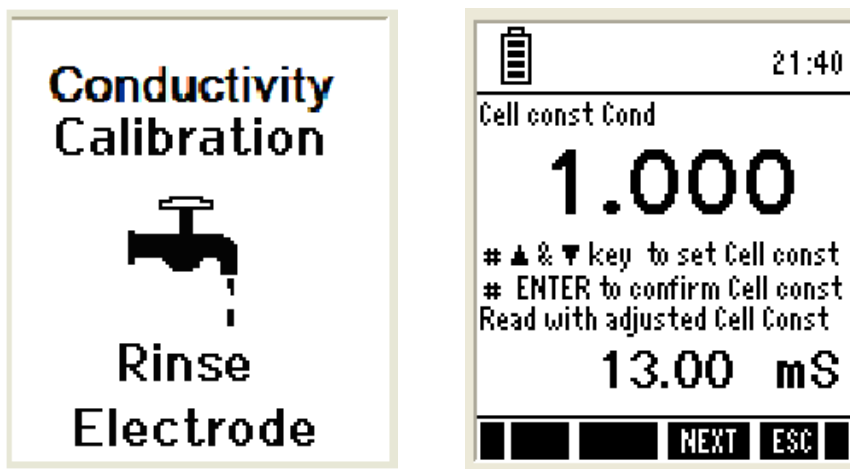 Conductivity
Calibration
Rinse
Electrode
21:40
Cell const Cond
1.000
# ▲ & ▼ key to set Cell const
# ENTER to confirm Cell const
Read with adjusted Cell Const
13.00 mS
NEXT ESC